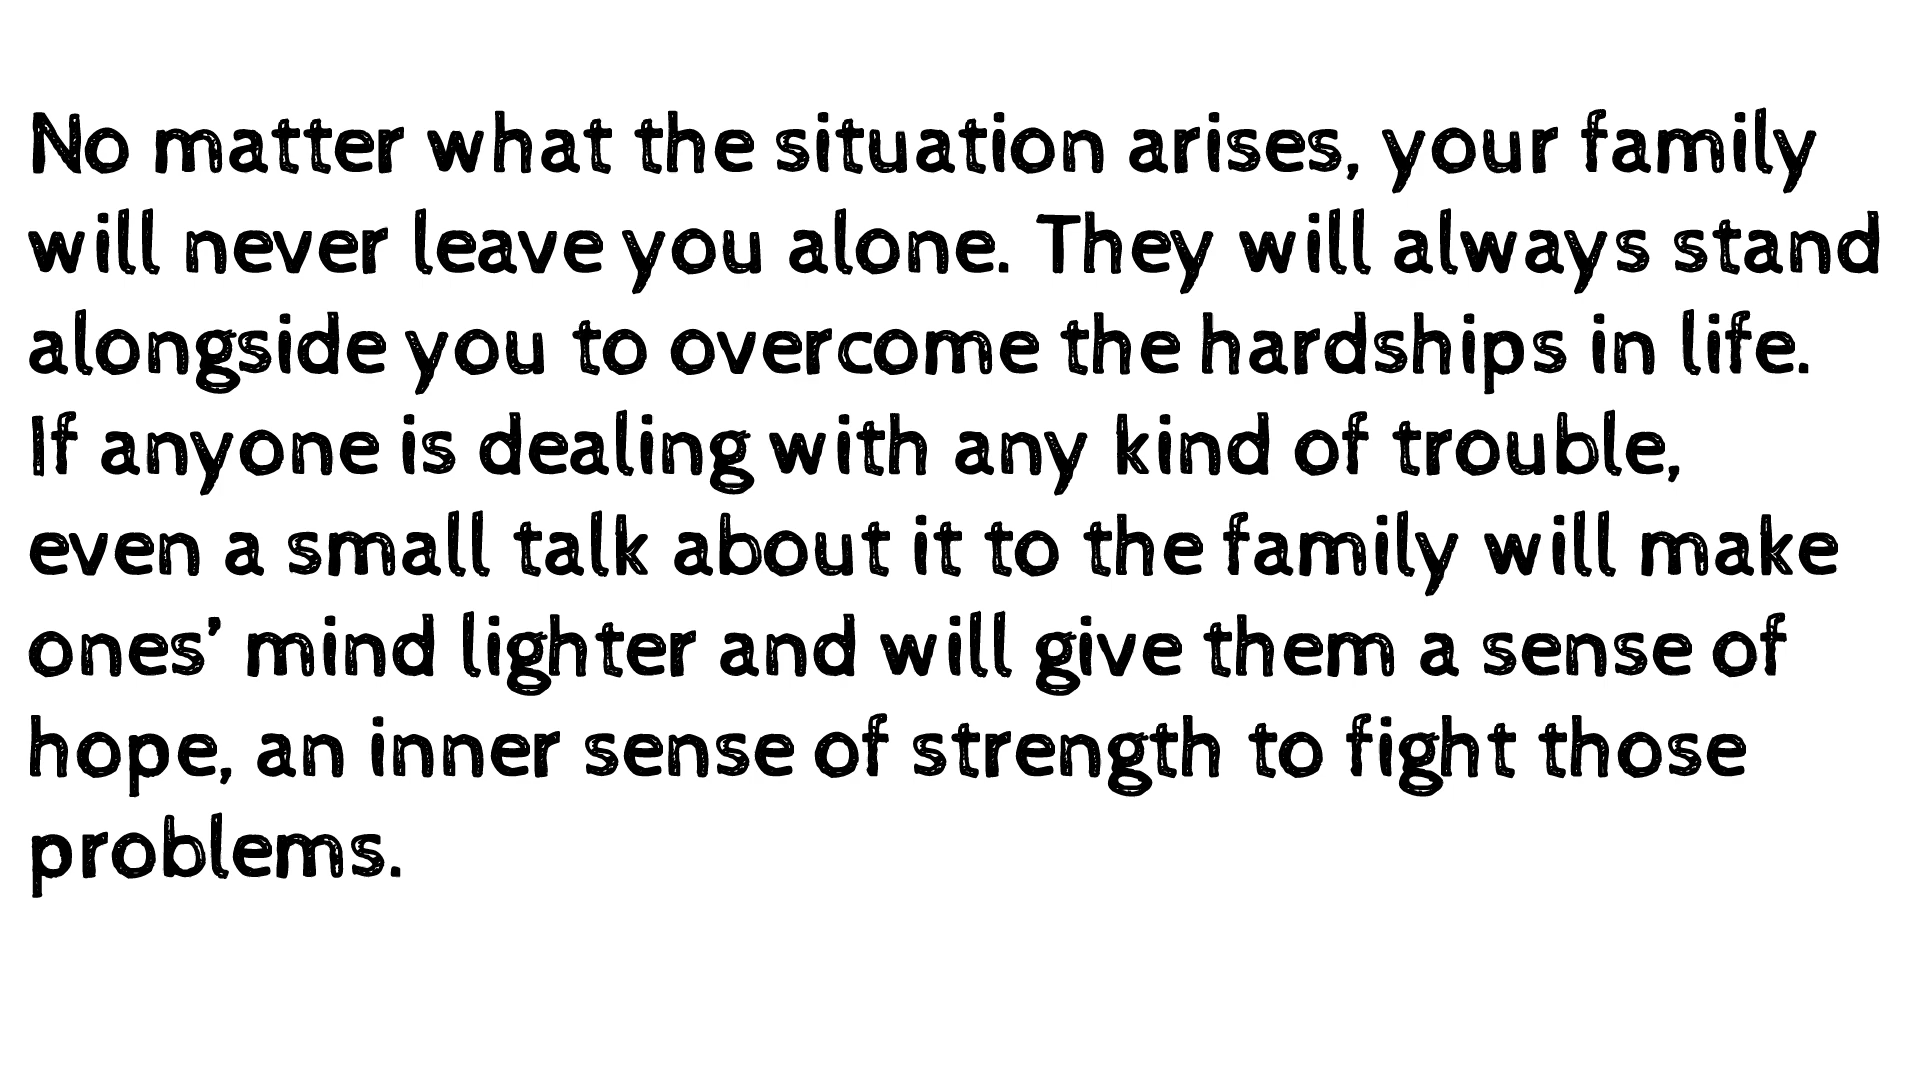 No matter what the situation arises, your family
will never leave you alone. They will always stand
alongside you to overcome the hardships in life.
If anyone is dealing with any kind of trouble,
even a small talk about it to the family will make
ones’ mind lighter and will give them a sense of
hope, an inner sense of strength to fight those
problems.